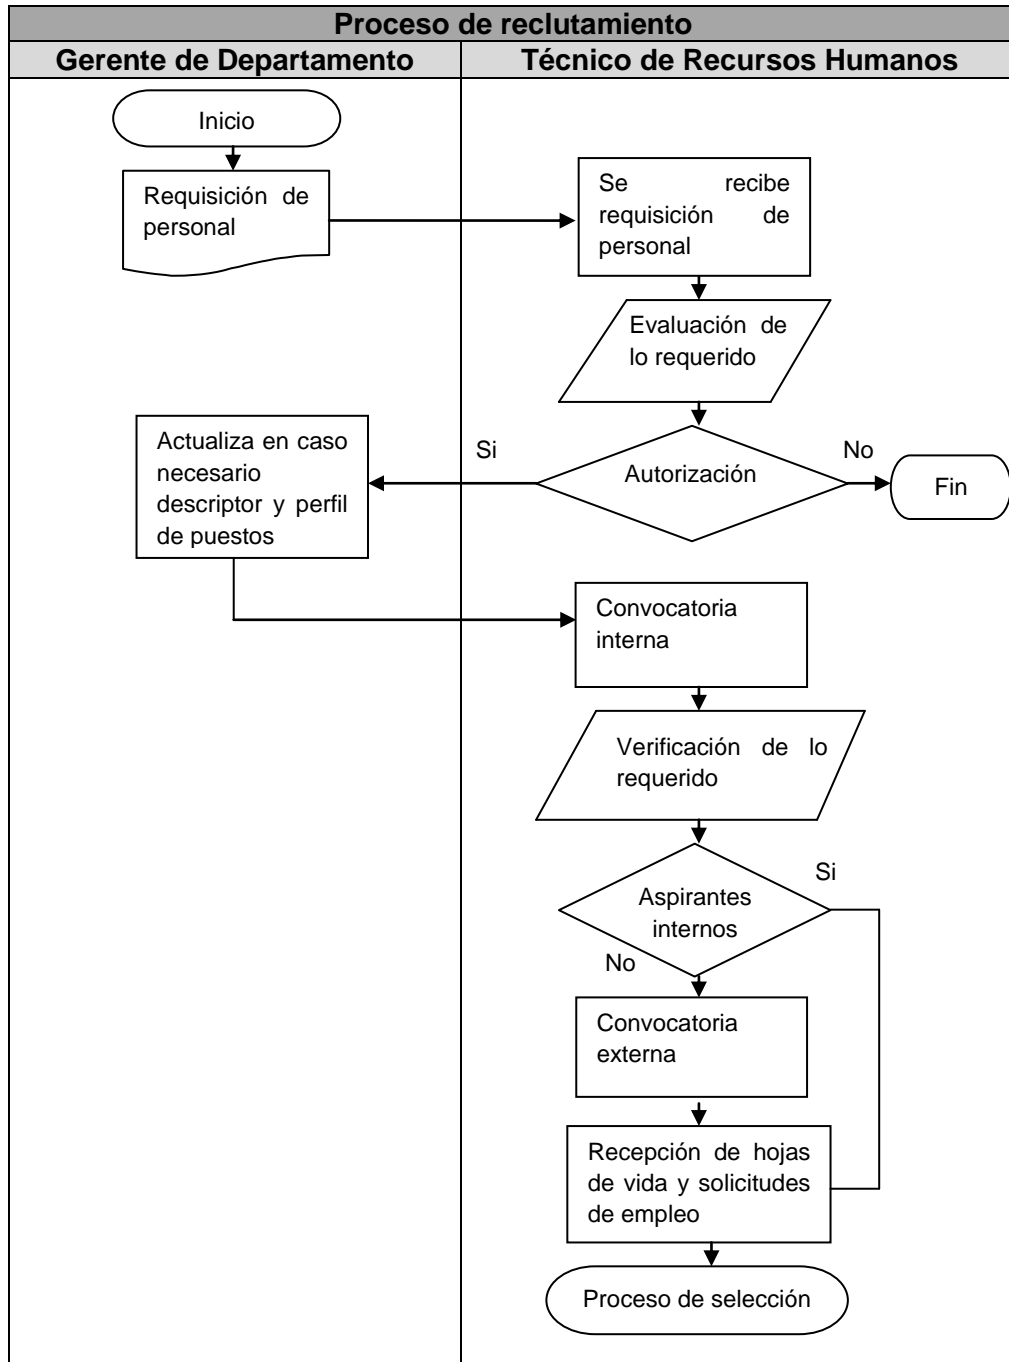 Proceso de reclutamiento
Gerente de Departamento
Técnico de Recursos Humanos
Inicio
Requisición de
personal
Se recibe
requisición de
personal
Evaluación de
lo requerido
Autorización
Si
No
Fin
Actualiza en caso
necesario
descriptor y perfil
de puestos
Convocatoria
interna
Verificación de lo
requerido
Aspirantes
internos
Si
No
Convocatoria
externa
Recepción de hojas
de vida y solicitudes
de empleo
Proceso de selección